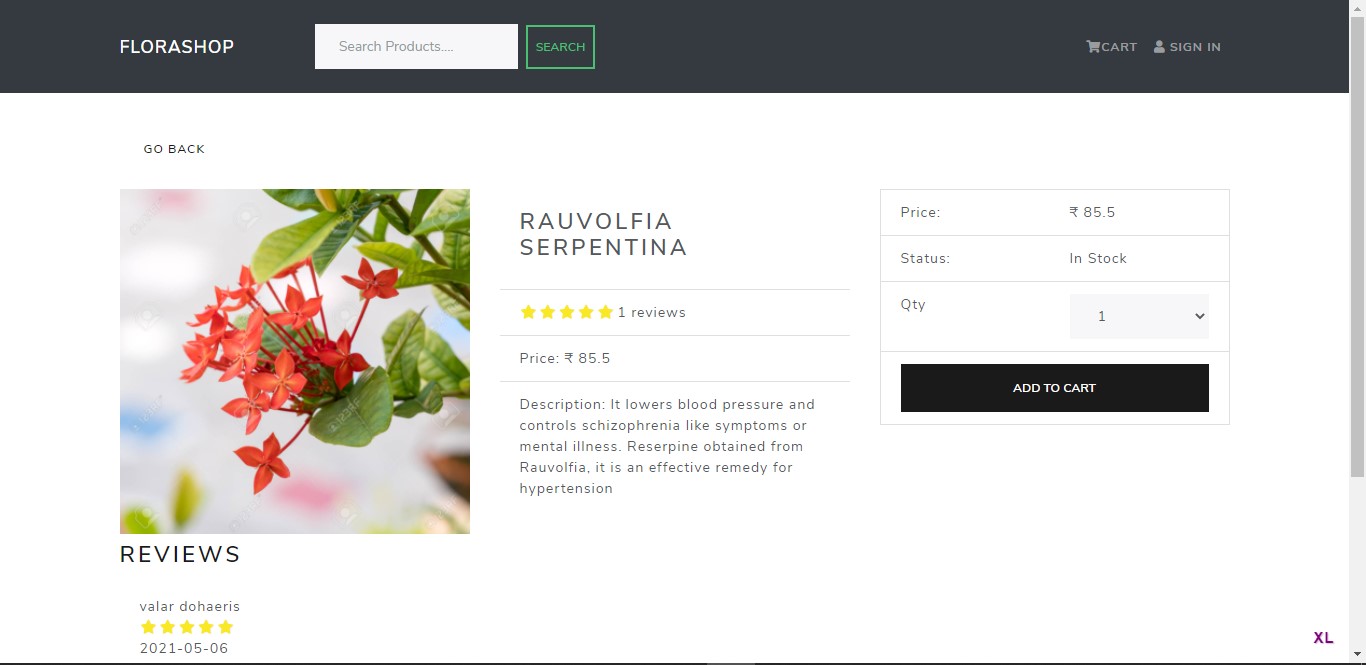 FLORASHOP
Search Products....
SEARCH
CART
SIGN IN
GO BACK
RAUVOLFIA
SERPENTINA
1 reviews
Price: ₹ 85.5
Description: It lowers blood pressure and
controls schizophrenia like symptoms or
mental illness. Reserpine obtained from
Rauvolfia, it is an effective remedy for
hypertension
Price: ₹ 85.5
Status: In Stock
Qty 1
ADD TO CART
REVIEWS
valar dohaeris
2021-05-06
XL